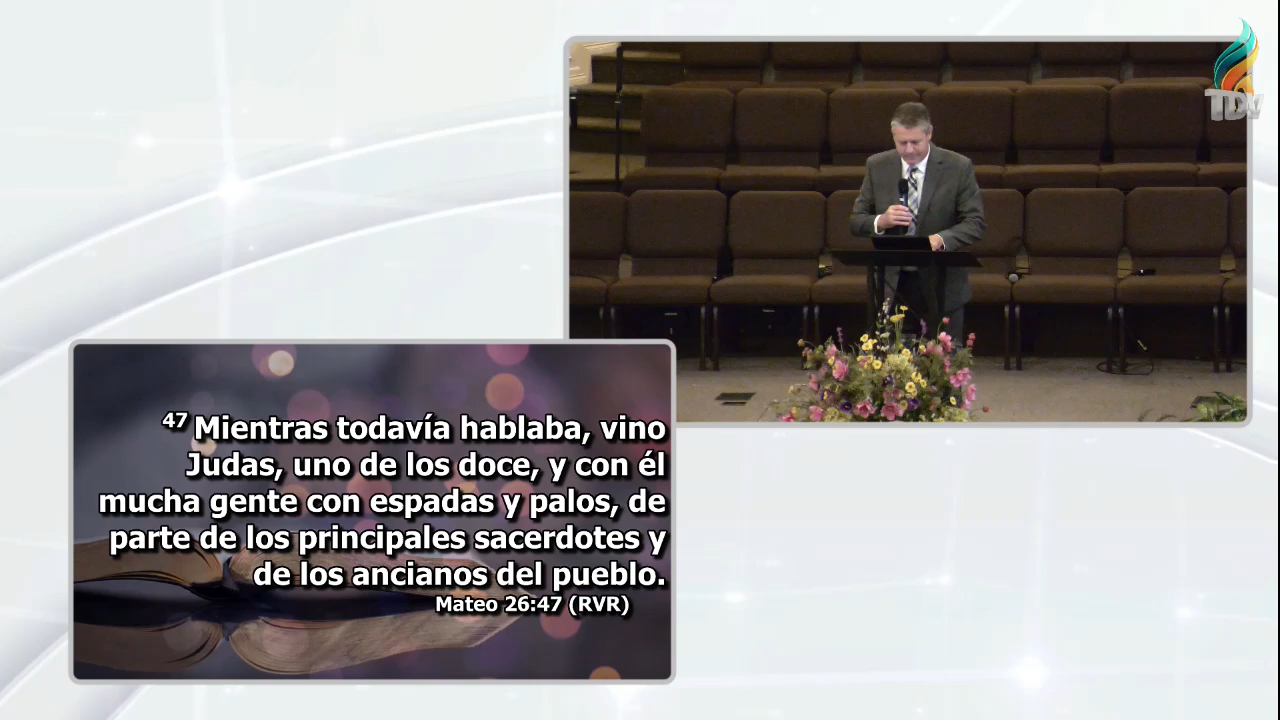 TDV
47 Mientras todavía hablaba, vino
Judas, uno de los doce, y con él
mucha gente con espadas y palos, de
parte de los principales sacerdotes y
de los ancianos del pueblo.
Mateo 26:47 (RVR)